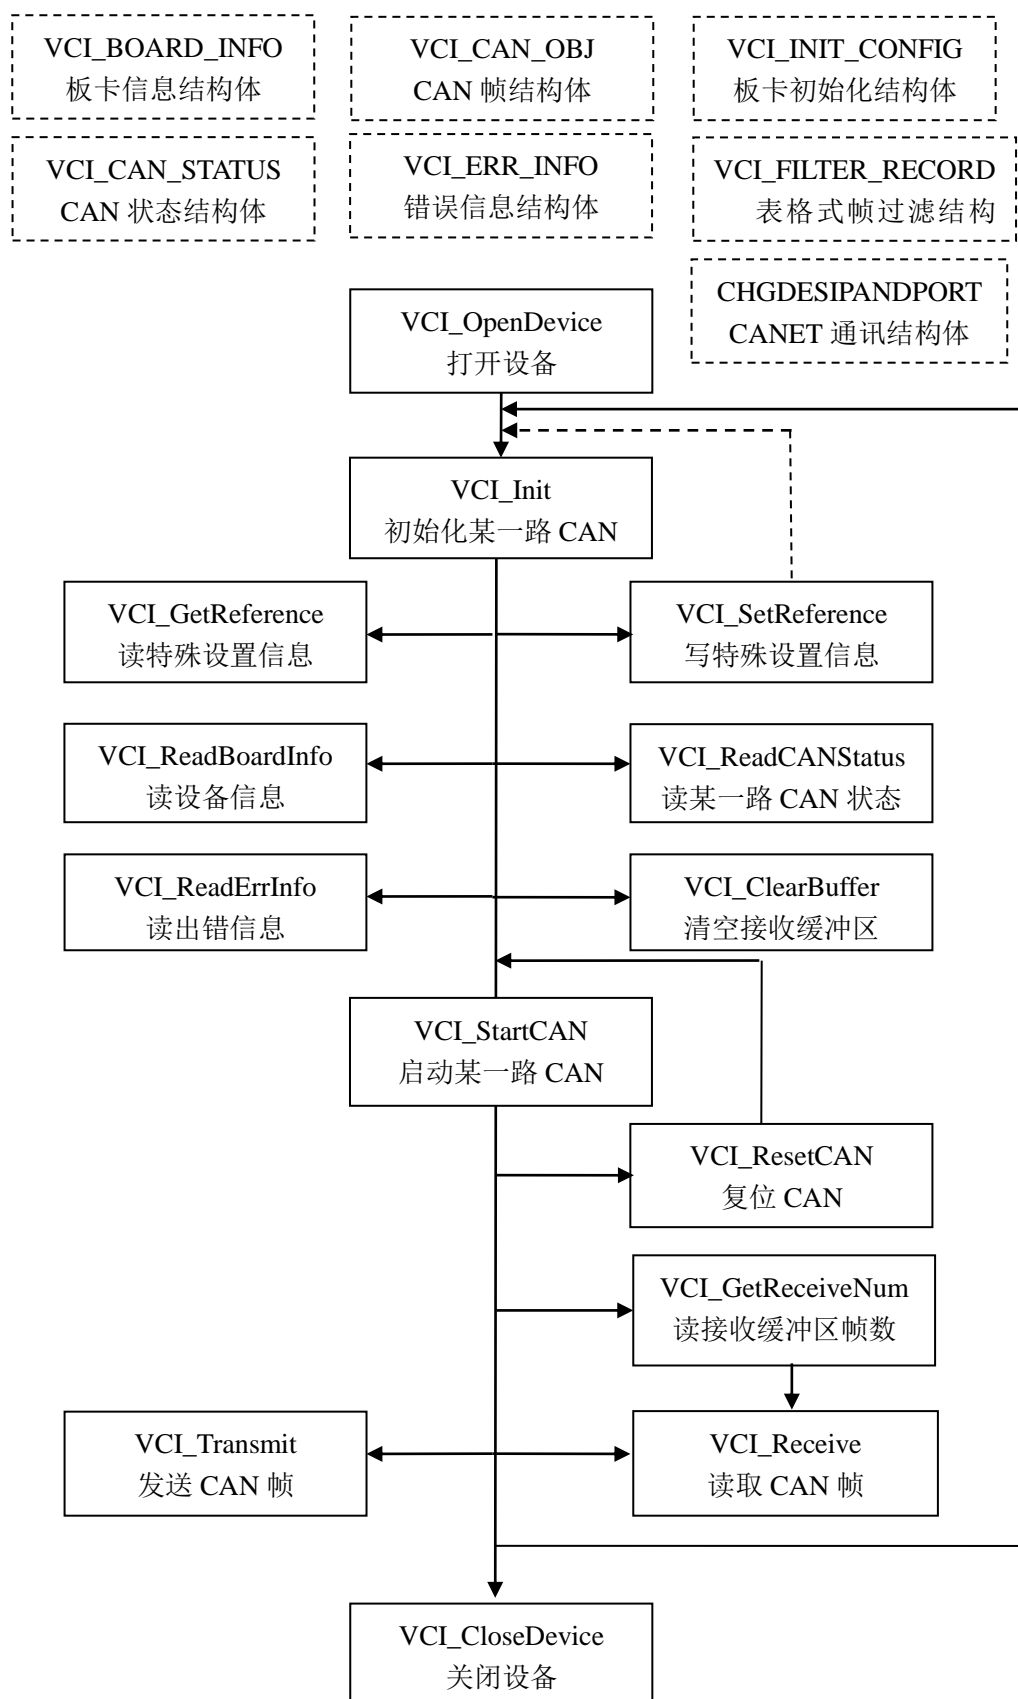 VCI_BOARD_INFO
板卡信息结构体
VCI_CAN_OBJ
CAN 帧结构体
VCI_INIT_CONFIG
板卡初始化结构体
VCI_CAN_STATUS
CAN 状态结构体
VCI_ERR_INFO
错误信息结构体
VCI_FILTER_RECORD
表格式帧过滤结构
CHGDESIPANDPORT
CANET 通讯结构体
VCI_OpenDevice
打开设备
VCI_Init
初始化某一路 CAN
VCI_GetReference
读特殊设置信息
VCI_SetReference
写特殊设置信息
VCI_ReadBoardInfo
读设备信息
VCI_ReadCANStatus
读某一路 CAN 状态
VCI_ReadErrInfo
读出错信息
VCI_ClearBuffer
清空接收缓冲区
VCI_StartCAN
启动某一路 CAN
VCI_ResetCAN
复位 CAN
VCI_GetReceiveNum
读接收缓冲区帧数
VCI_Transmit
发送 CAN 帧
VCI_Receive
读取 CAN 帧
VCI_CloseDevice
关闭设备